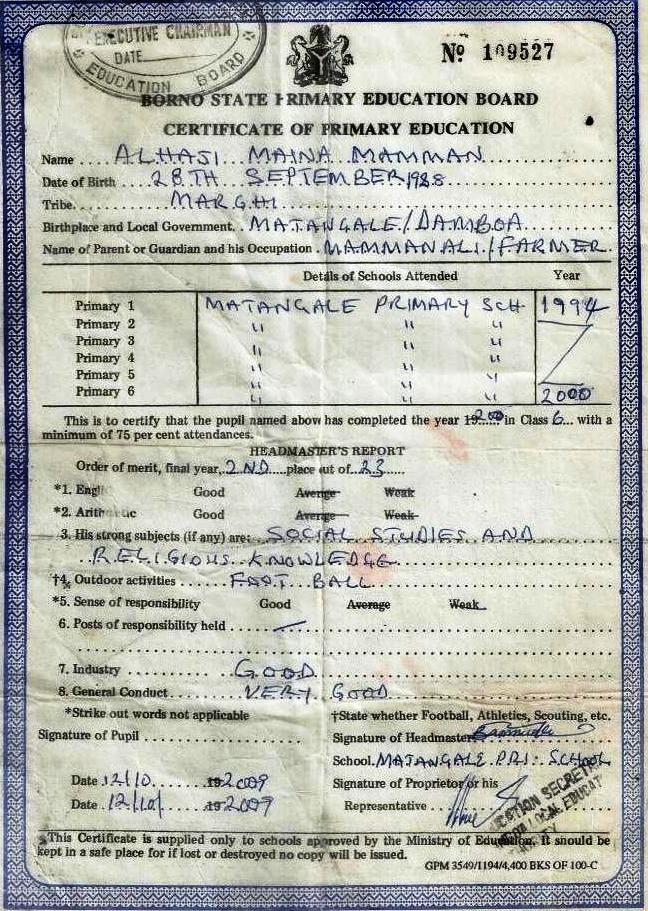 EXECUTIVE CHAIRMAN
DATE
EDUCATION BOARD
No 109527
BORNO STATE PRIMARY EDUCATION BOARD
CERTIFICATE OF PRIMARY EDUCATION
Name .... ALHAJI MAINA MAMMAN
Date of Birth .... 28TH SEPTEMBER 1988
Tribe .... MARGHI
Birthplace and Local Government. MATANGALE/DAMBOA
Name of Parent or Guardian and his Occupation . MAMMAN ALI / FARMER
Details of Schools Attended Year
Primary 1 MATANGALE PRIMARY SCH 1994
Primary 2 " " "
Primary 3 " " "
Primary 4 " " "
Primary 5 " " "
Primary 6 " " " 2000
This is to certify that the pupil named above has completed the year 19..... 2000 in Class 6... with a
minimum of 75 per cent attendances.
HEADMASTER'S REPORT
Order of merit, final year, 2ND place out of 23
*1. Engl Good Average Weak
*2. Arithmetic Good Average Weak
3. His strong subjects (if any) are: SOCIAL STUDIES AND
RELIGIOUS KNOWLEDGE
†4. Outdoor activities FOOT BALL
*5. Sense of responsibility Good Average Weak
6. Posts of responsibility held
7. Industry GOOD
8. General Conduct VERY GOOD
*Strike out words not applicable †State whether Football, Athletics, Scouting, etc.
Signature of Pupil Signature of Headmaster
School. MATANGALE PRI. SCHOOL
Date 12/10 19 2009 Signature of Proprietor or his
Date 12/10/ 19 2009 Representative
EDUCATION SECRETARY
LOCAL EDUCAT
This Certificate is supplied only to schools approved by the Ministry of Education. It should be
kept in a safe place for if lost or destroyed no copy will be issued.
GPM 3549/1194/4,400 BKS OF 100-C